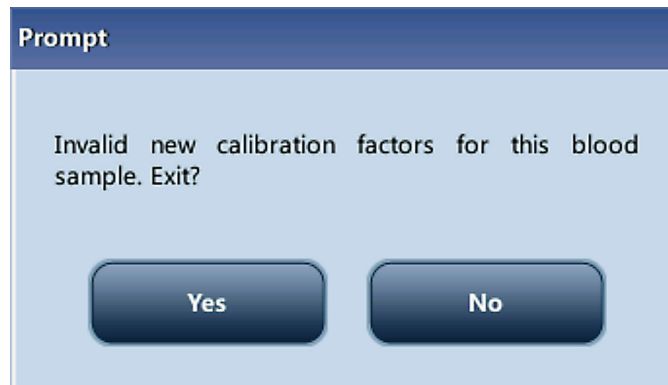 Prompt
Invalid new calibration factors for this blood
sample. Exit?
Yes
No